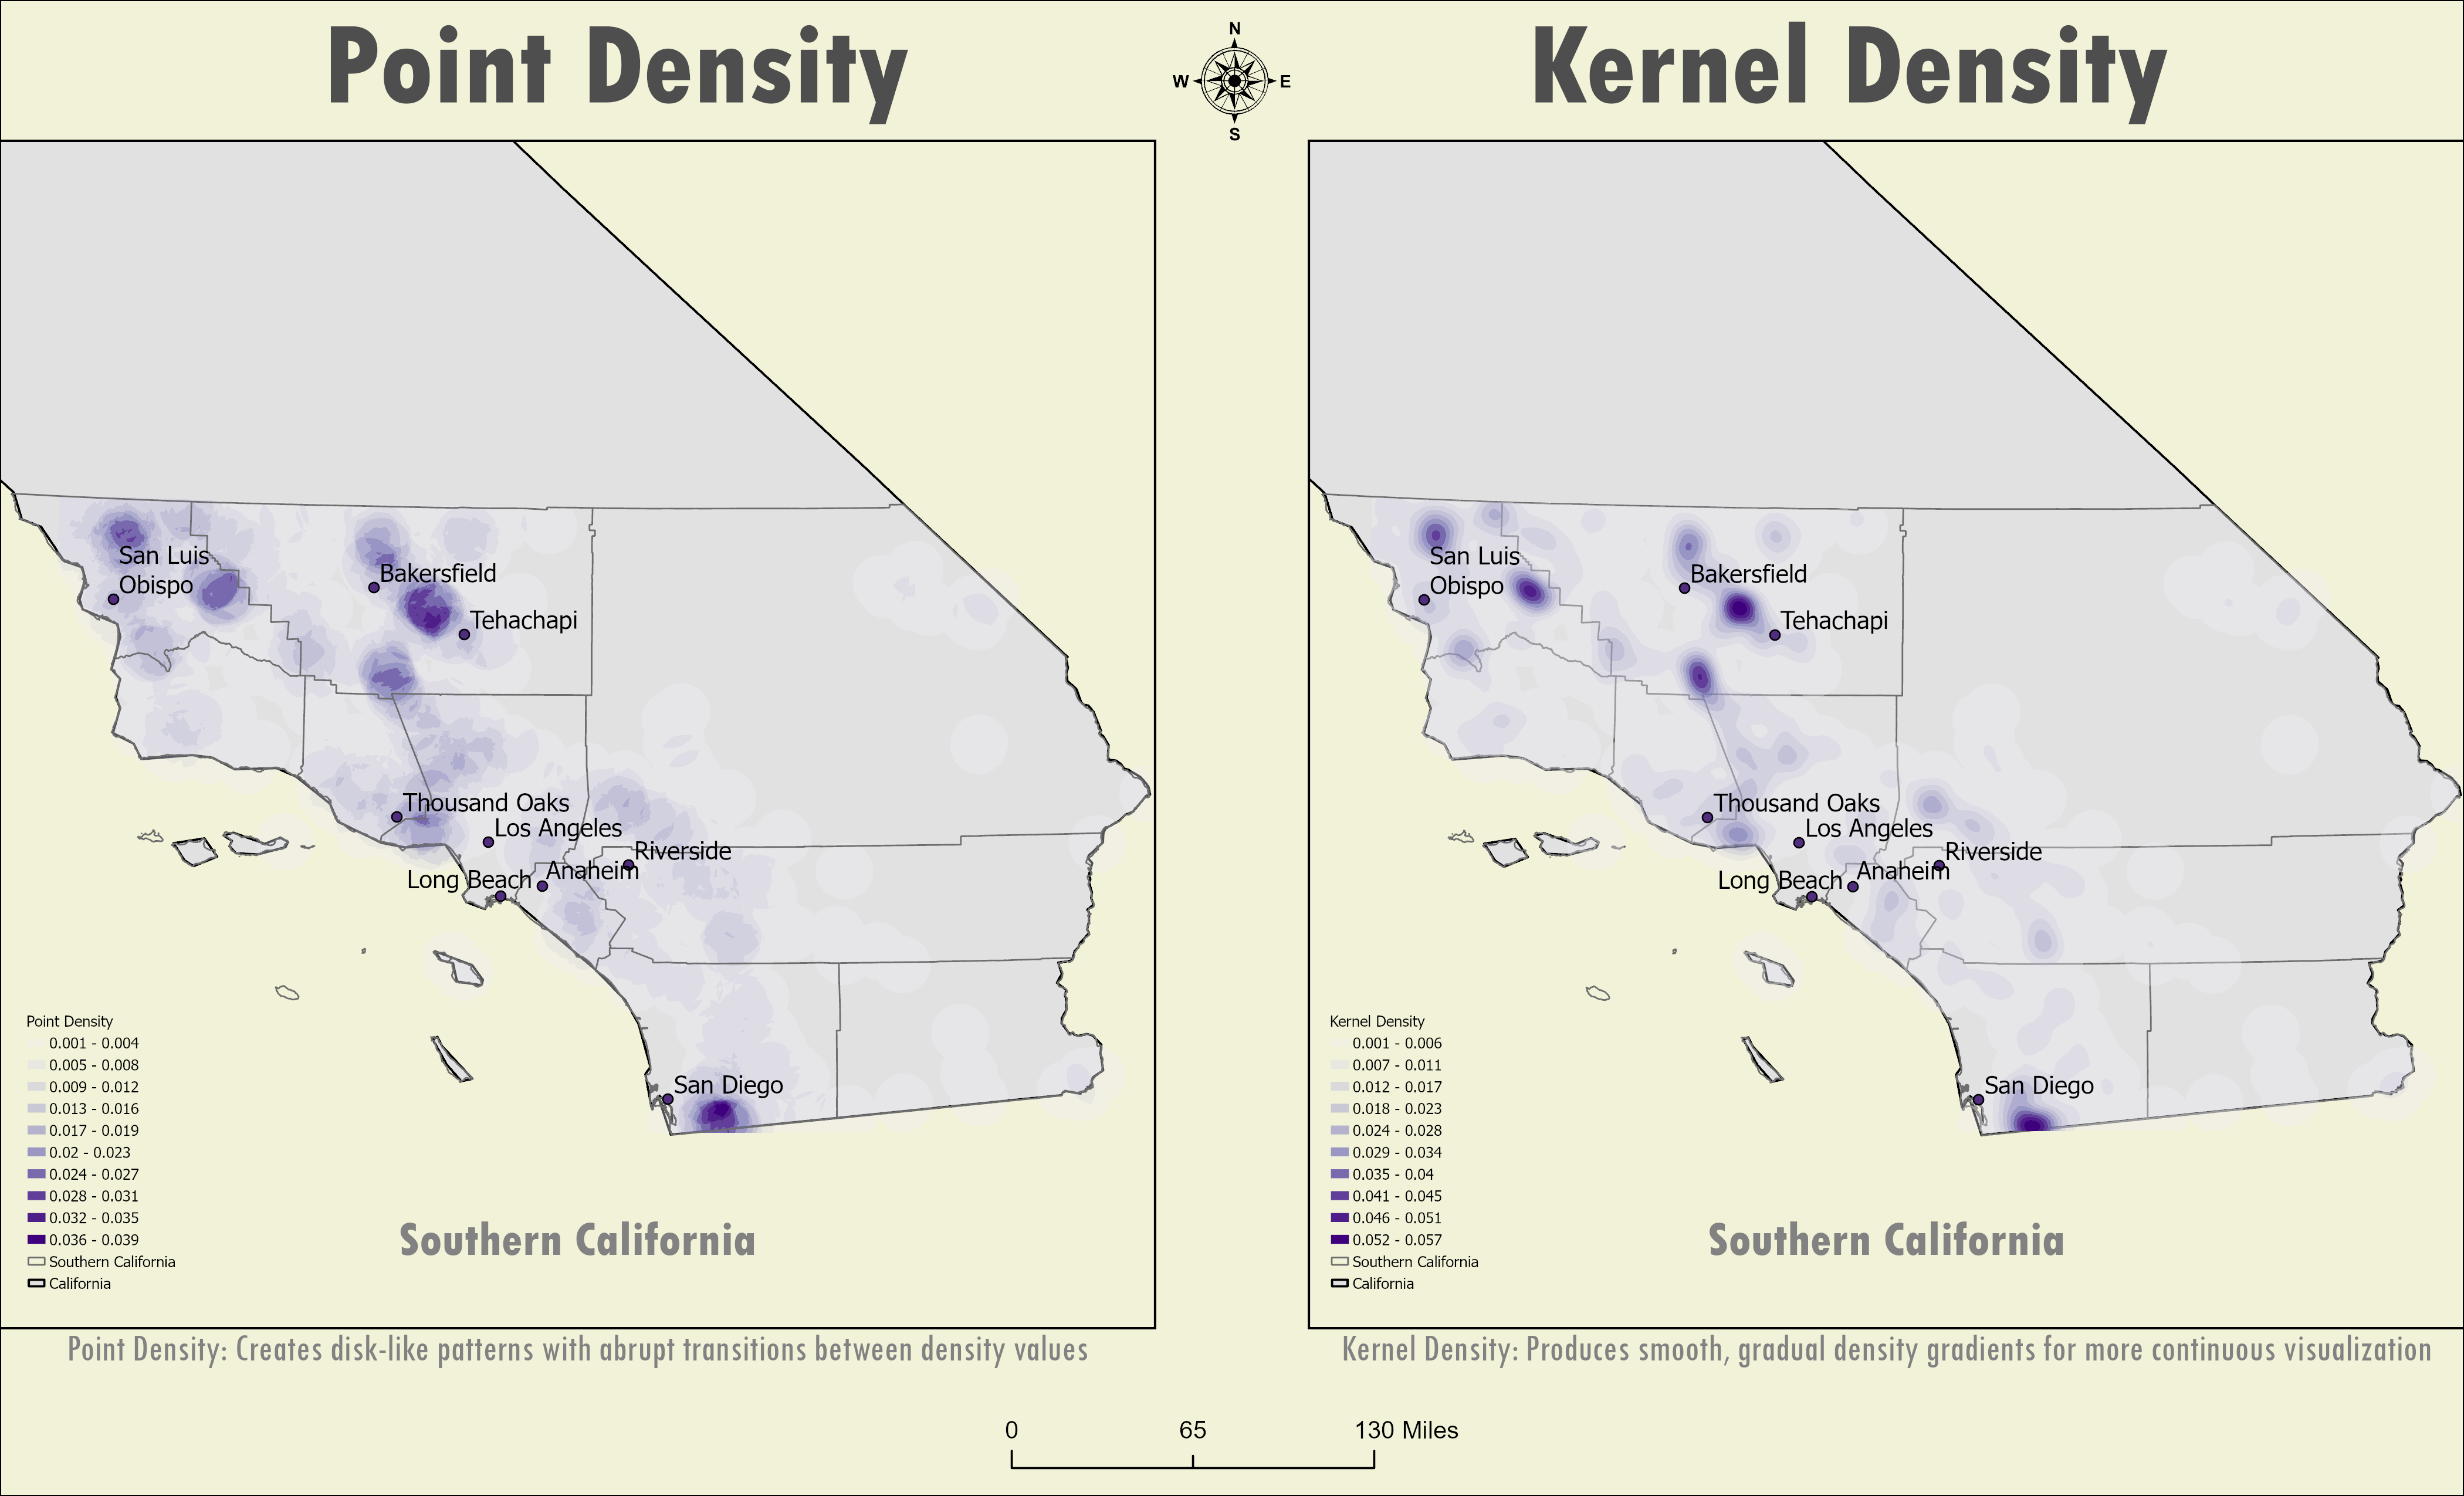 Point Density
N
W
E
S
Kernel Density
San Luis
Obispo
Bakersfield
Tehachapi
Thousand Oaks
Los Angeles
Riverside
Anaheim
Long Beach
San Diego
Point Density
0.001 - 0.004
0.005 - 0.008
0.009 - 0.012
0.013 - 0.016
0.017 - 0.019
0.02 - 0.023
0.024 - 0.027
0.028 - 0.031
0.032 - 0.035
0.036 - 0.039
Southern California
California
Southern California
San Luis
Obispo
Bakersfield
Tehachapi
Thousand Oaks
Los Angeles
Riverside
Anaheim
Long Beach
San Diego
Kernel Density
0.001 - 0.006
0.007 - 0.011
0.012 - 0.017
0.018 - 0.023
0.024 - 0.028
0.029 - 0.034
0.035 - 0.04
0.041 - 0.045
0.046 - 0.051
0.052 - 0.057
Southern California
California
Southern California
Point Density: Creates disk-like patterns with abrupt transitions between density values
Kernel Density: Produces smooth, gradual density gradients for more continuous visualization
0 65 130 Miles